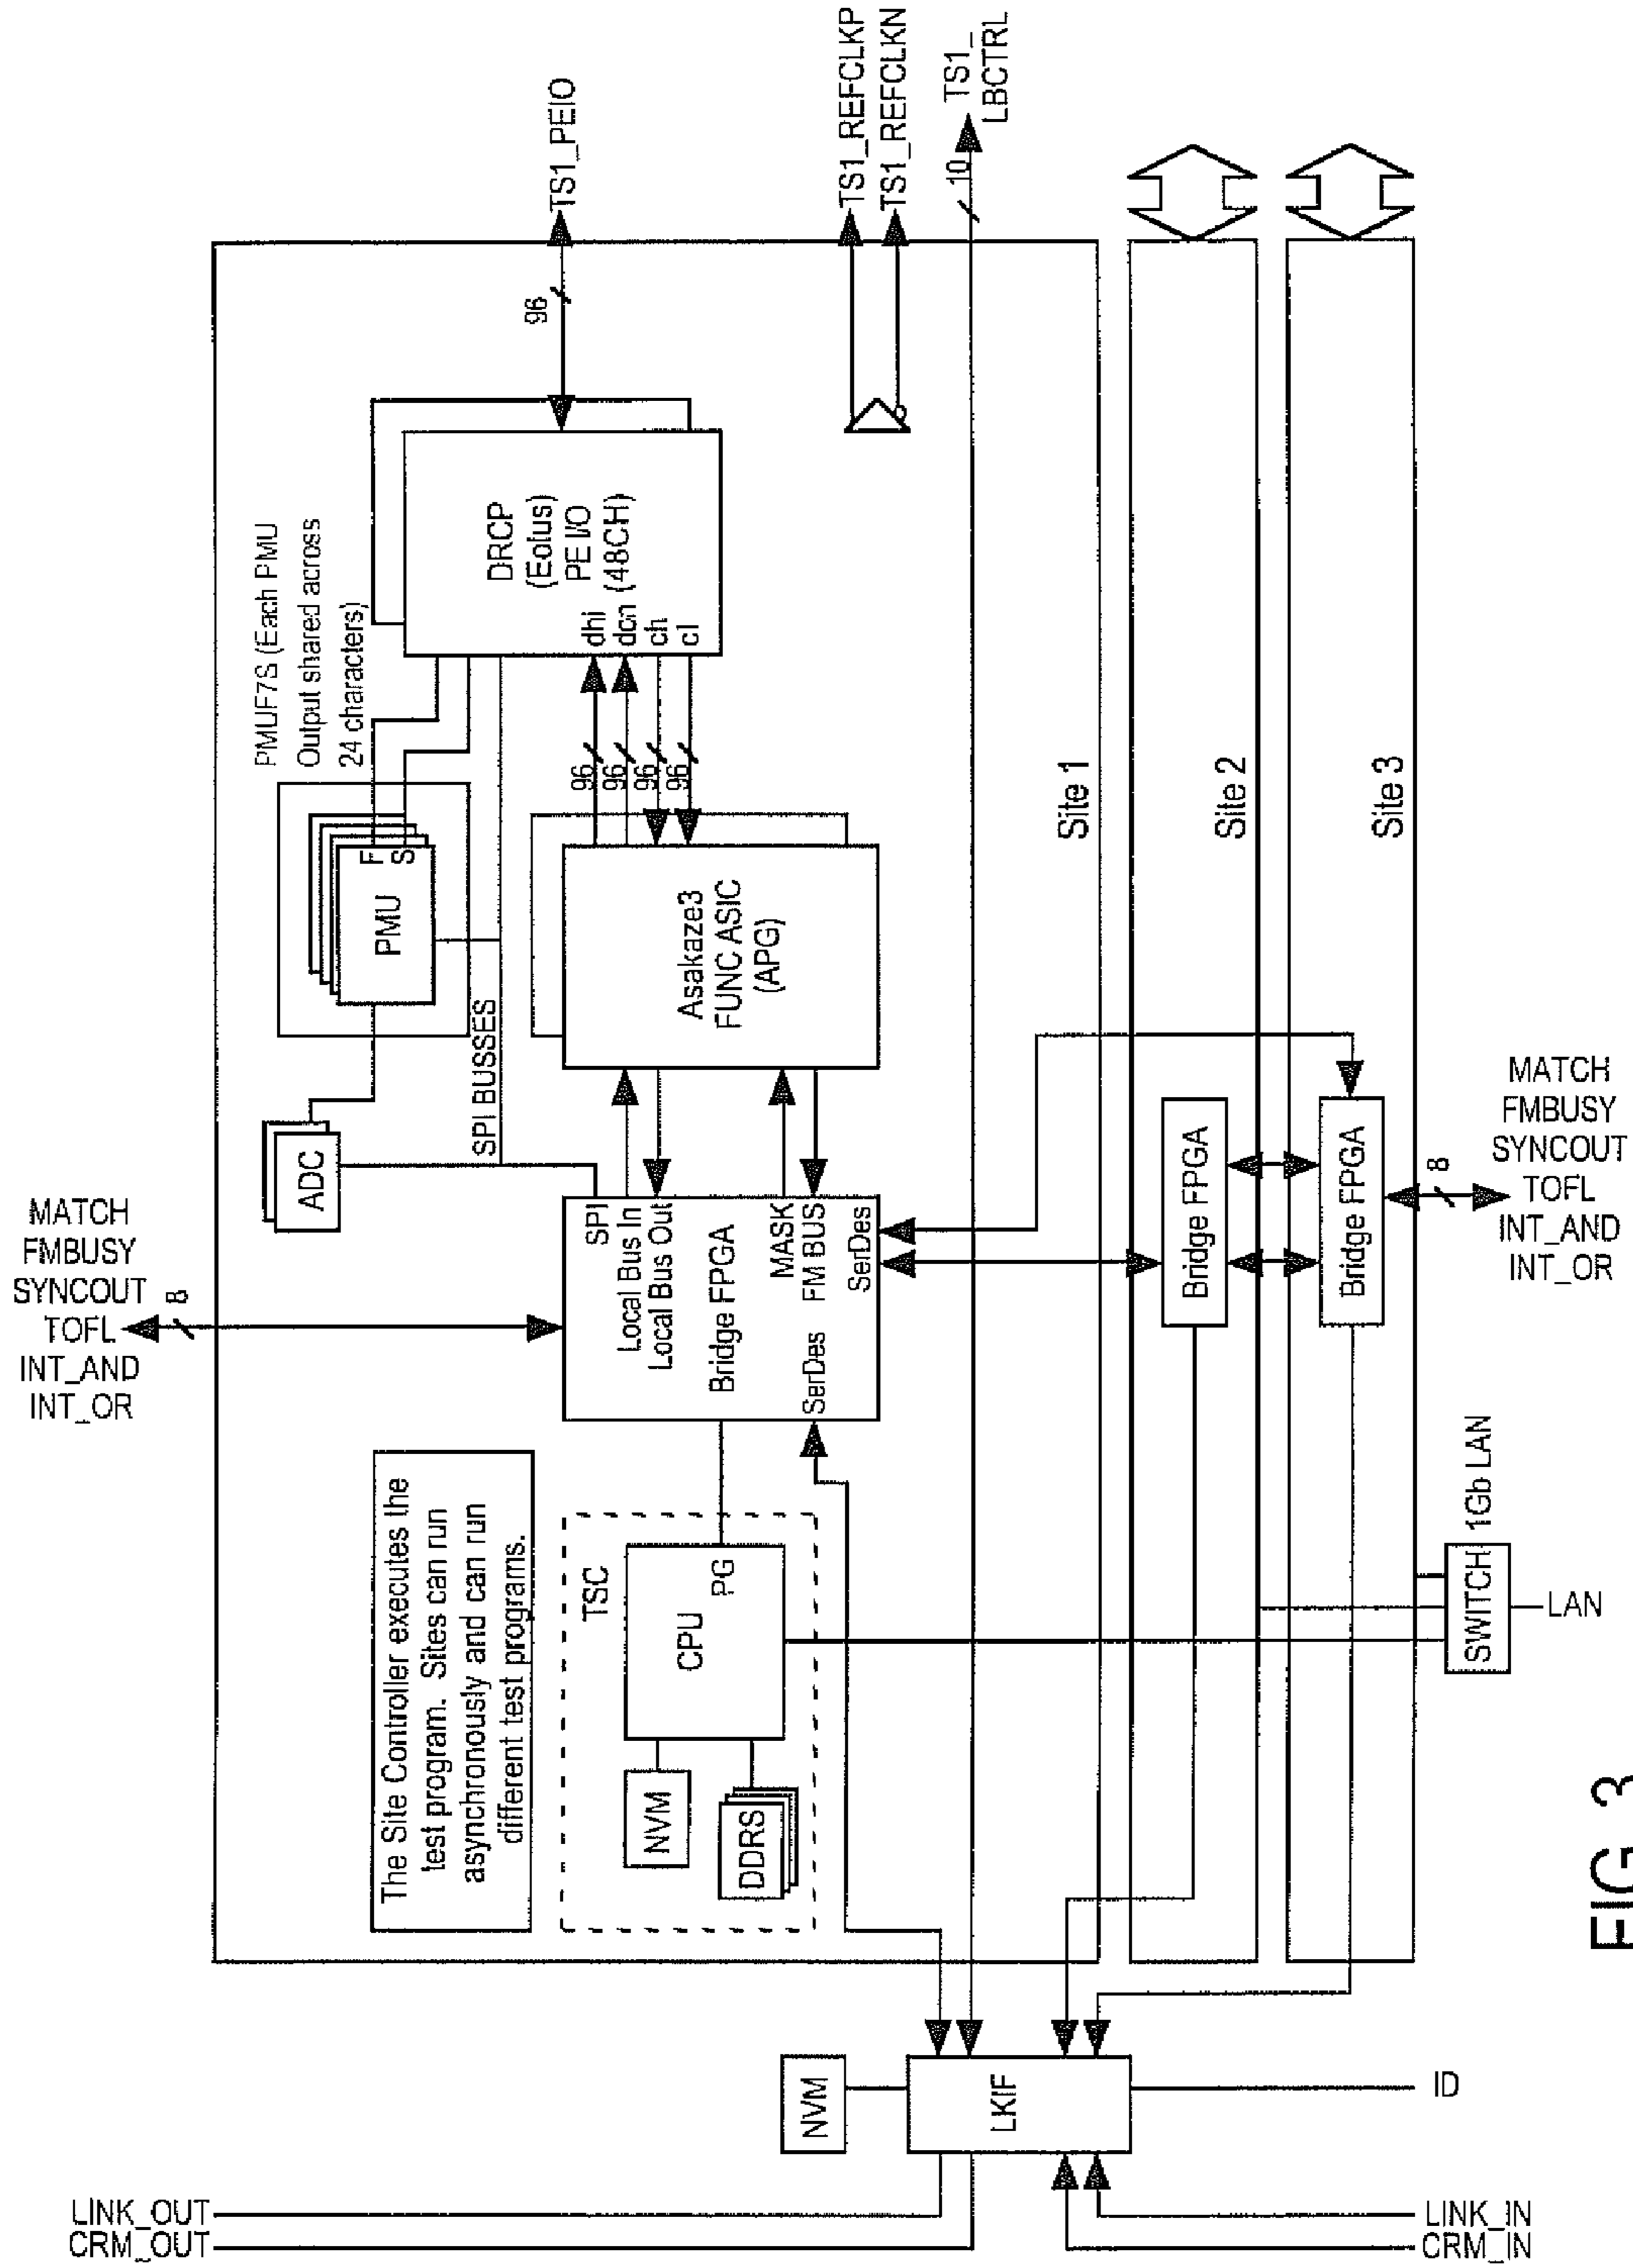 MATCH
FMBUSY
SYNCOUT
TOFL
INT_AND
INT_OR
8
The Site Controller executes the
test program. Sites can run
asynchronously and can run
different test programs.
TSC
CPU
PG
NVM
DDRS
ADC
SPI BUSSES
SPI
Local Bus In
Local Bus Out
Bridge FPGA
MASK
FM BUS
SerDes
SerDes
PMUF7S (Each PMU
Output shared across
24 characters)
PMU
F
S
Asakaze3
FUNC ASIC
(APG)
96
96
96
96
DRCP
(Eolus)
PE I/O
(48CH)
dhi
dcn
ch
cl
96
TS1_PEIO
TS1_REFCLKP
TS1_REFCLKN
10
TS1_
LBCTRL
Site 1
Site 2
Site 3
Bridge FPGA
Bridge FPGA
8
MATCH
FMBUSY
SYNCOUT
TOFL
INT_AND
INT_OR
SWITCH
1Gb LAN
LAN
NVM
LKIF
ID
LINK_OUT
CRM_OUT
LINK_IN
CRM_IN
FIG. 3